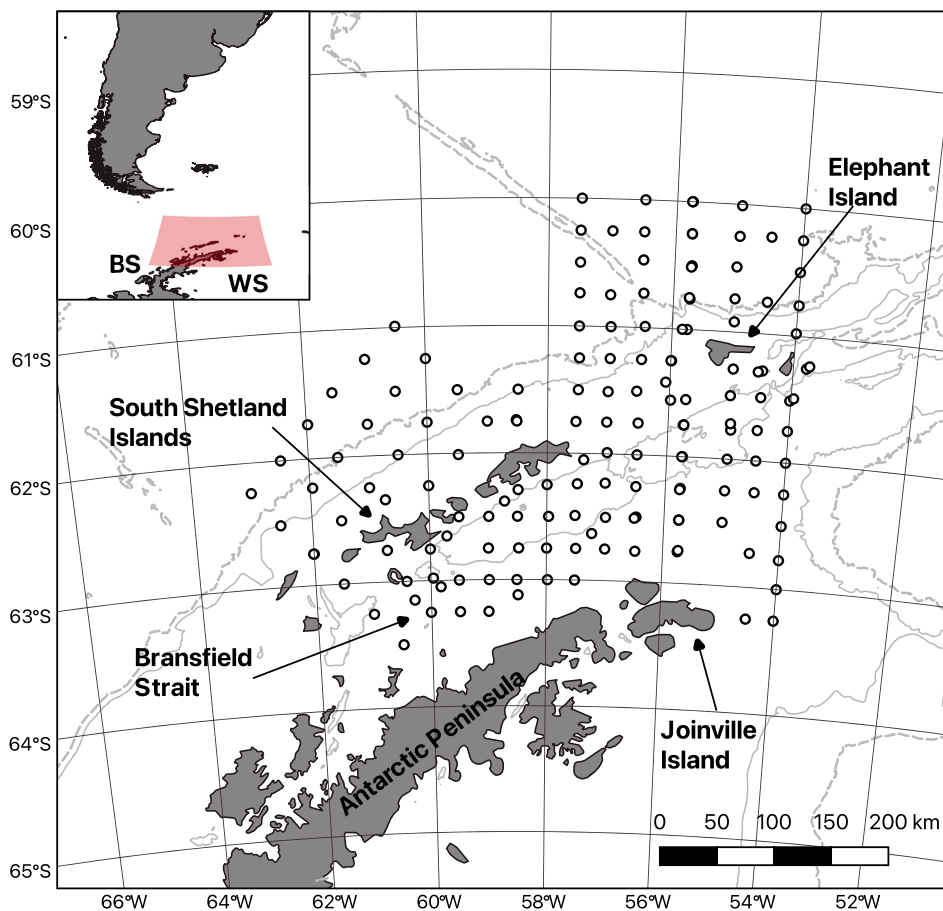 59°S
60°S
61°S
62°S
63°S
64°S
65°S
BS
WS
Elephant
Island
South Shetland
Islands
Bransfield
Strait
Antarctic Peninsula
Joinville
Island
0 50 100 150 200 km
66°W 64°W 62°W 60°W 58°W 56°W 54°W 52°W